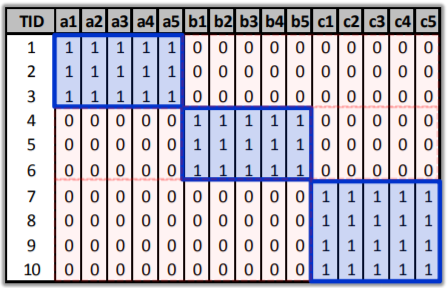 TID a1 a2 a3 a4 a5 b1 b2 b3 b4 b5 c1 c2 c3 c4 c5
1 1 1 1 1 1 0 0 0 0 0 0 0 0 0 0
2 1 1 1 1 1 0 0 0 0 0 0 0 0 0 0
3 1 1 1 1 1 0 0 0 0 0 0 0 0 0 0
4 0 0 0 0 0 1 1 1 1 1 0 0 0 0 0
5 0 0 0 0 0 1 1 1 1 1 0 0 0 0 0
6 0 0 0 0 0 1 1 1 1 1 0 0 0 0 0
7 0 0 0 0 0 0 0 0 0 0 1 1 1 1 1
8 0 0 0 0 0 0 0 0 0 0 1 1 1 1 1
9 0 0 0 0 0 0 0 0 0 0 1 1 1 1 1
10 0 0 0 0 0 0 0 0 0 0 1 1 1 1 1